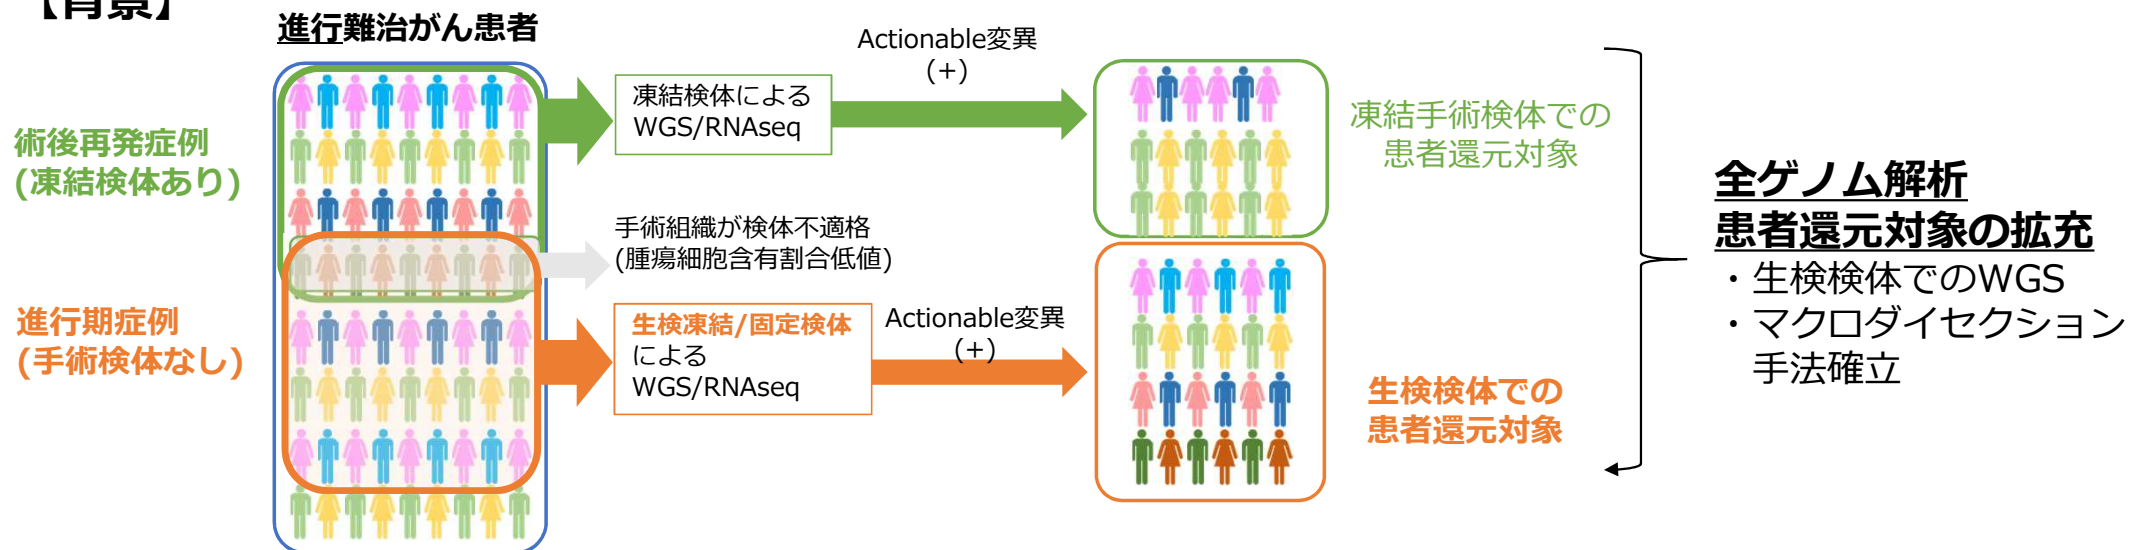 【背景】
進行難治がん患者
術後再発症例
(凍結検体あり)
進行期症例
(手術検体なし)
凍結検体による
WGS/RNAseq
Actionable変異
(+)
手術組織が検体不適格
(腫瘍細胞含有割合低値)
生検凍結/固定検体
による
WGS/RNAseq
Actionable変異
(+)
凍結手術検体での
患者還元対象
生検検体での
患者還元対象
全ゲノム解析
患者還元対象の拡充
・生検検体でのWGS
・マクロダイセクション
手法確立